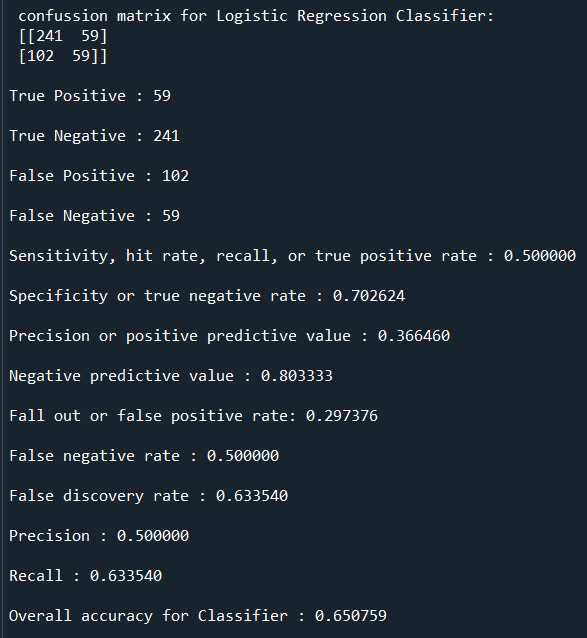 confussion matrix for Logistic Regression Classifier:
[[241  59]
[102  59]]
True Positive : 59
True Negative : 241
False Positive : 102
False Negative : 59
Sensitivity, hit rate, recall, or true positive rate : 0.500000
Specificity or true negative rate : 0.702624
Precision or positive predictive value : 0.366460
Negative predictive value : 0.803333
Fall out or false positive rate: 0.297376
False negative rate : 0.500000
False discovery rate : 0.633540
Precision : 0.500000
Recall : 0.633540
Overall accuracy for Classifier : 0.650759